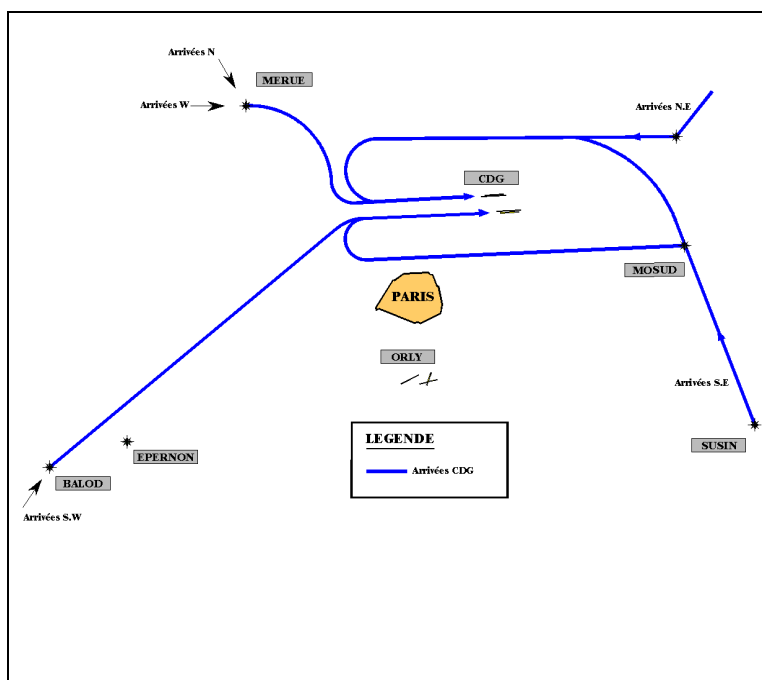 Arrivées N
MERUE
Arrivées W
Arrivées N.E
CDG
MOSUD
PARIS
ORLY
Arrivées S.E
LEGENDE
SUSIN
EPERNON
Arrivées CDG
BALOD
Arrivées S.W